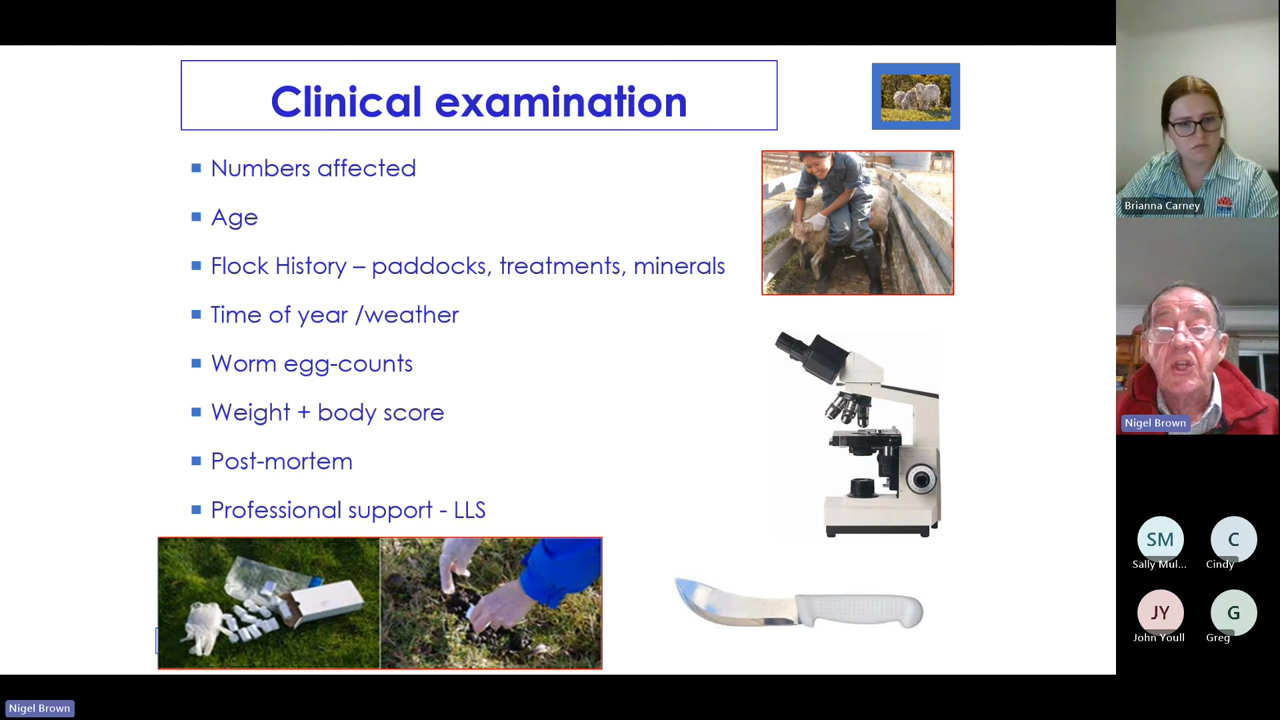 Clinical examination
Numbers affected
Age
Flock History – paddocks, treatments, minerals
Time of year /weather
Worm egg-counts
Weight + body score
Post-mortem
Professional support - LLS
Brianna Carney
Nigel Brown
SM
C
Sally Mul...
Cindy
JY
G
John Youll
Greg
Nigel Brown